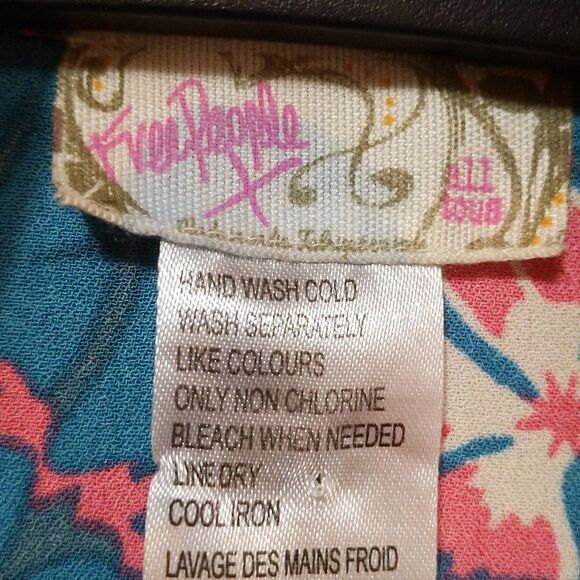 Free People
all
HAND WASH COLD
WASH SEPARATELY
LIKE COLOURS
ONLY NON CHLORINE
BLEACH WHEN NEEDED
LINE DRY
COOL IRON
LAVAGE DES MAINS FROID